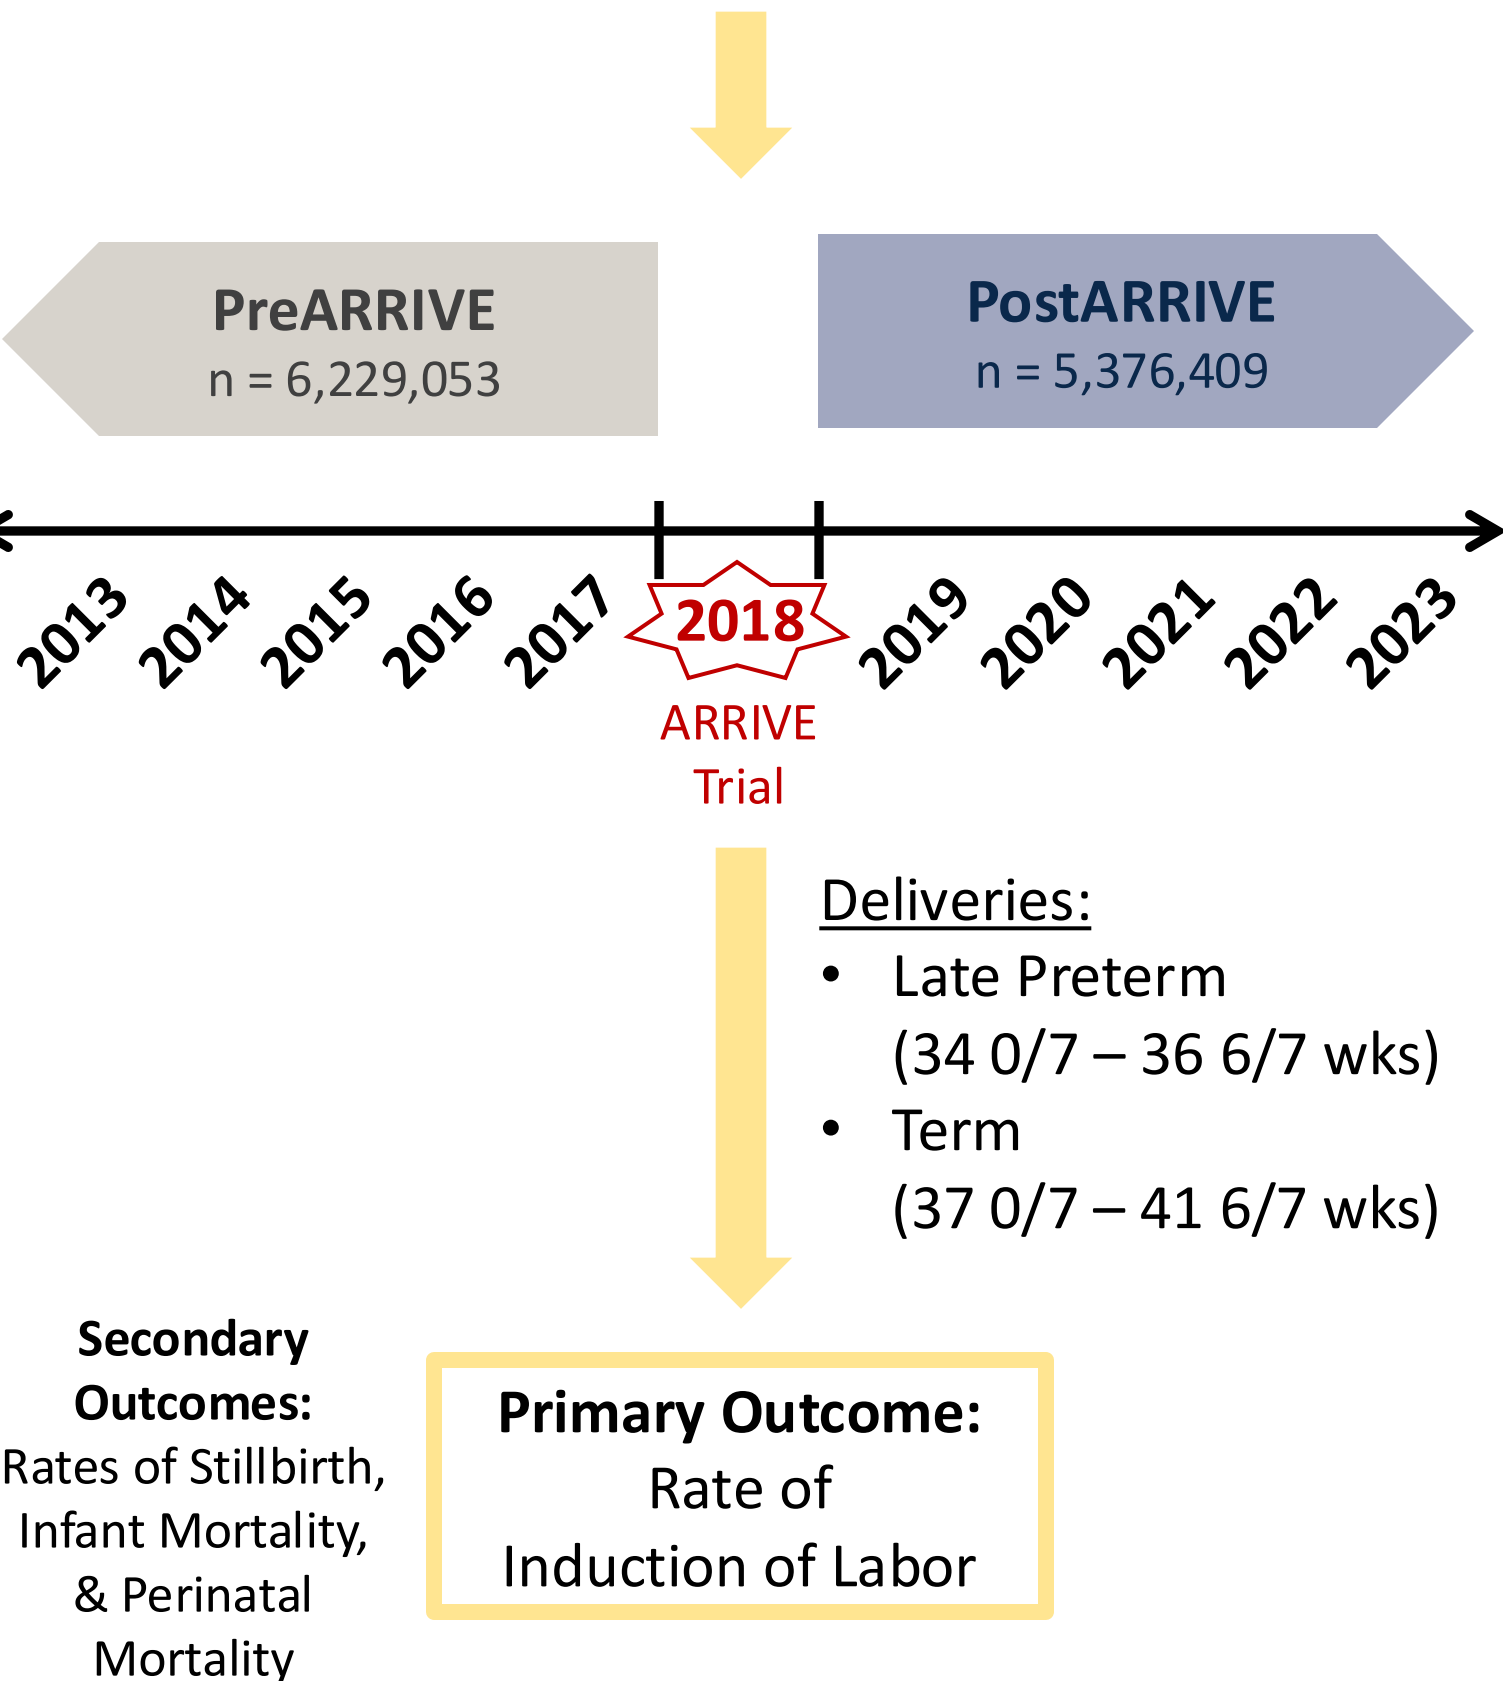 PreARRIVE
n = 6,229,053
PostARRIVE
n = 5,376,409
2013
2014
2015
2016
2017
2018
2019
2020
2021
2022
2023
ARRIVE
Trial
Deliveries:
• Late Preterm
(34 0/7 – 36 6/7 wks)
• Term
(37 0/7 – 41 6/7 wks)
Secondary
Outcomes:
Rates of Stillbirth,
Infant Mortality,
& Perinatal
Mortality
Primary Outcome:
Rate of
Induction of Labor